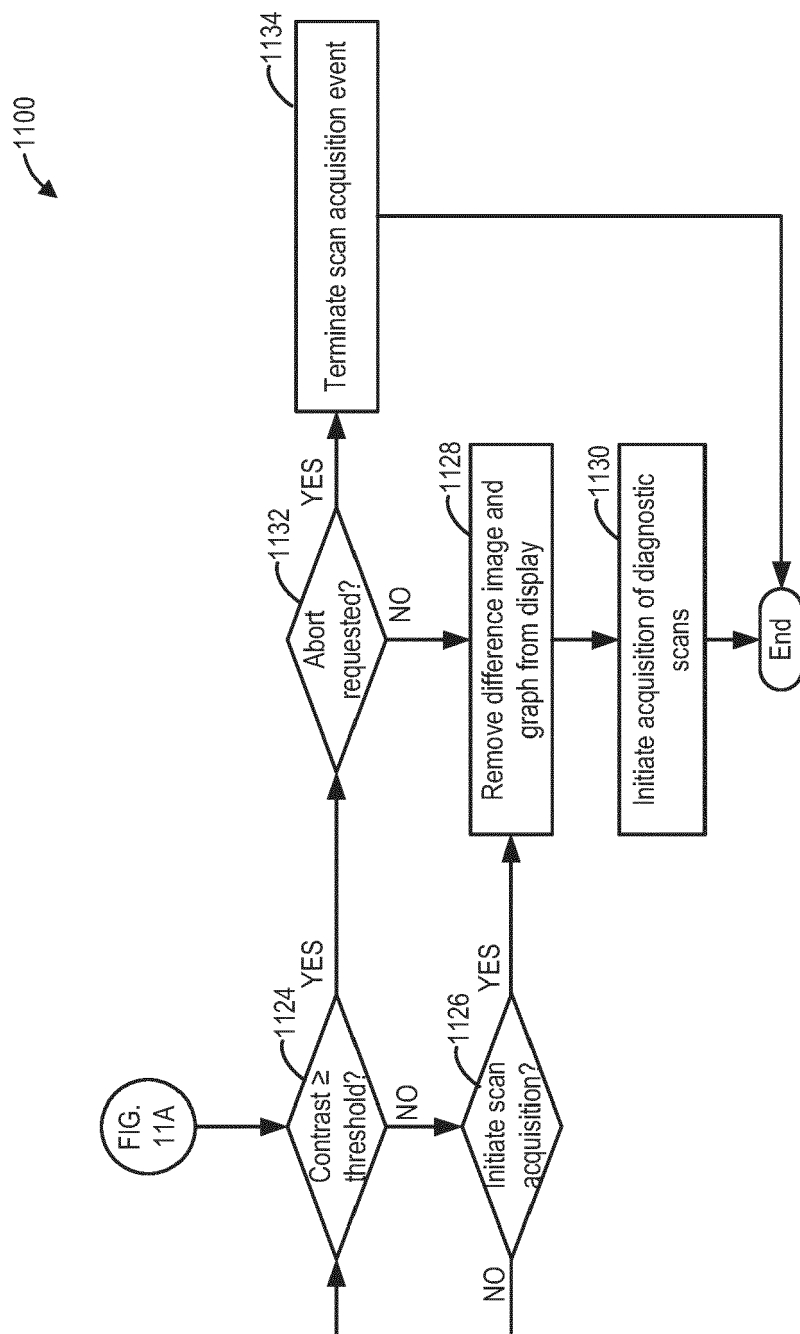 1100
FIG.
11A
1124
Contrast ≥
threshold?
YES
NO
1132
Abort
requested?
YES
NO
1134
Terminate scan acquisition event
1126
Initiate scan
acquisition?
YES
NO
1128
Remove difference image and
graph from display
1130
Initiate acquisition of diagnostic
scans
End